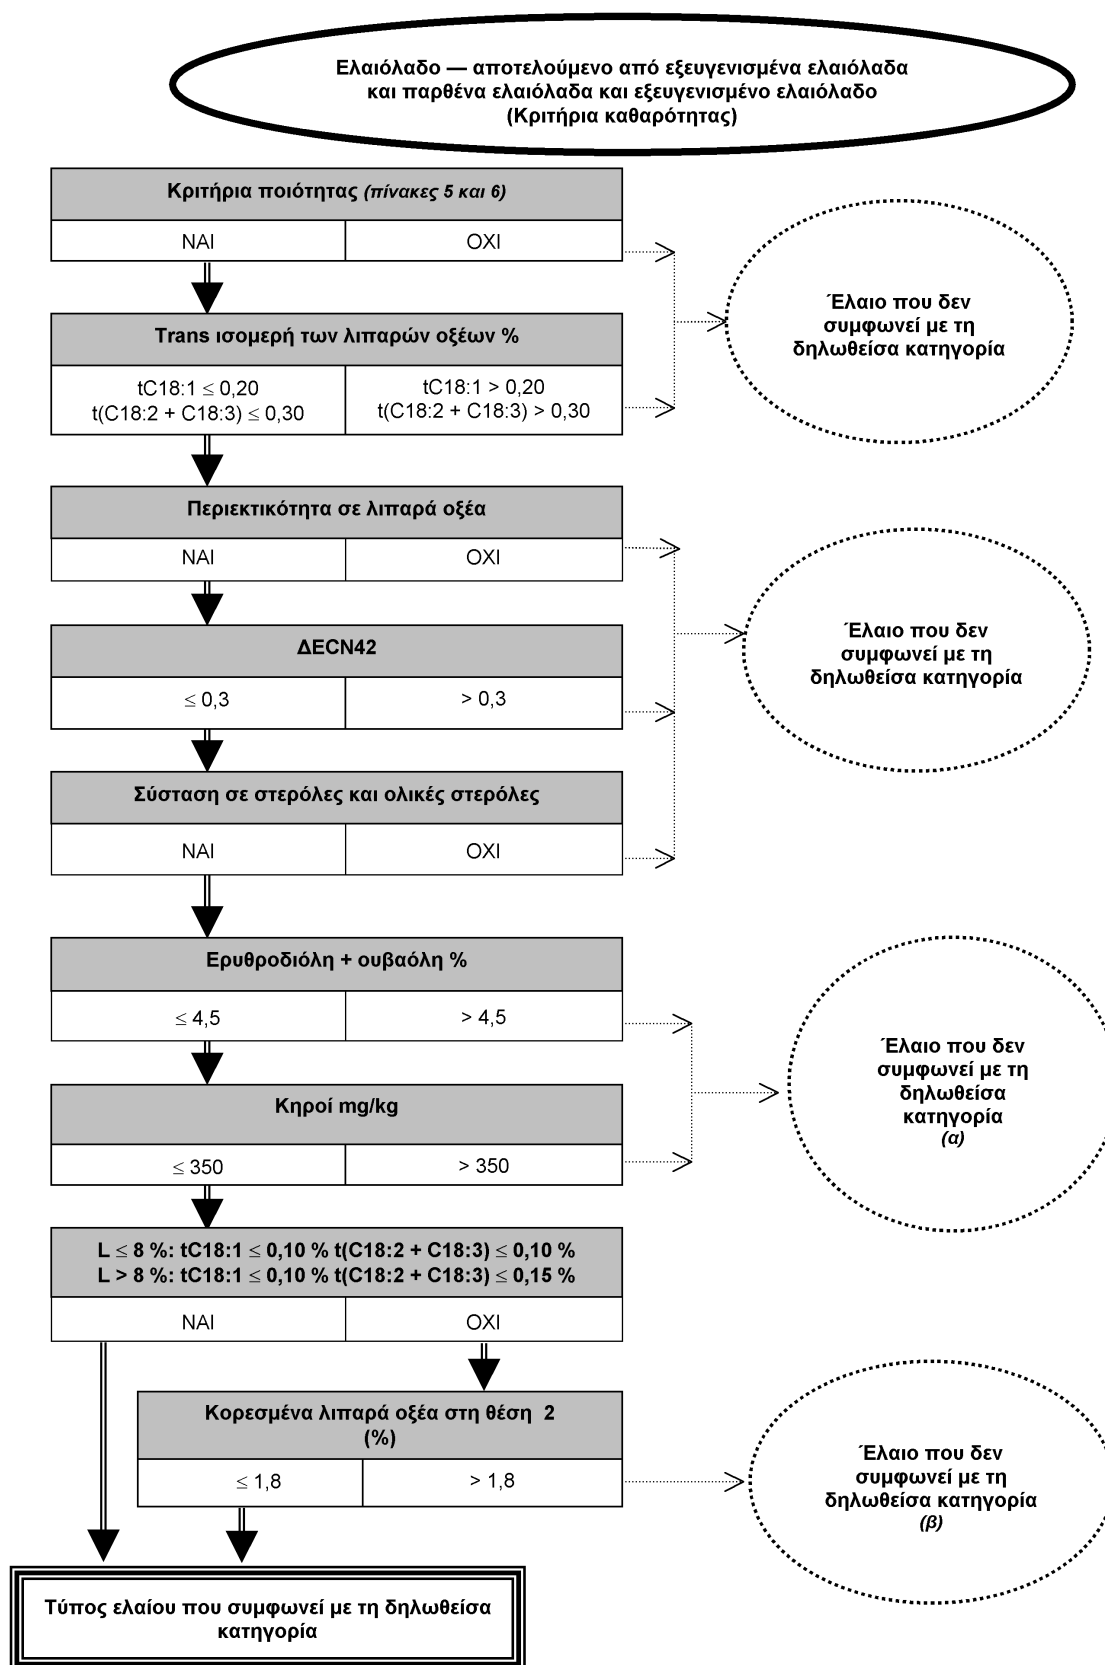 Ελαιόλαδο — αποτελούμενο από εξευγενισμένα ελαιόλαδα
και παρθένα ελαιόλαδα και εξευγενισμένο ελαιόλαδο
(Κριτήρια καθαρότητας)
Κριτήρια ποιότητας (πίνακες 5 και 6)
ΝΑΙ ΟΧΙ
Έλαιο που δεν
συμφωνεί με τη
δηλωθείσα κατηγορία
Trans ισομερή των λιπαρών οξέων %
tC18:1 ≤ 0,20 tC18:1 > 0,20
t(C18:2 + C18:3) ≤ 0,30 t(C18:2 + C18:3) > 0,30
Περιεκτικότητα σε λιπαρά οξέα
ΝΑΙ ΟΧΙ
ΔECN42
≤ 0,3 > 0,3
Έλαιο που δεν
συμφωνεί με τη
δηλωθείσα κατηγορία
Σύσταση σε στερόλες και ολικές στερόλες
ΝΑΙ ΟΧΙ
Ερυθροδιόλη + ουβαόλη %
≤ 4,5 > 4,5
Έλαιο που δεν
συμφωνεί με τη
δηλωθείσα
κατηγορία
(α)
Κηροί mg/kg
≤ 350 > 350
L ≤ 8 %: tC18:1 ≤ 0,10 % t(C18:2 + C18:3) ≤ 0,10 %
L > 8 %: tC18:1 ≤ 0,10 % t(C18:2 + C18:3) ≤ 0,15 %
ΝΑΙ ΟΧΙ
Κορεσμένα λιπαρά οξέα στη θέση 2
(%)
≤ 1,8 > 1,8
Έλαιο που δεν
συμφωνεί με τη
δηλωθείσα κατηγορία
(β)
Τύπος ελαίου που συμφωνεί με τη δηλωθείσα
κατηγορία